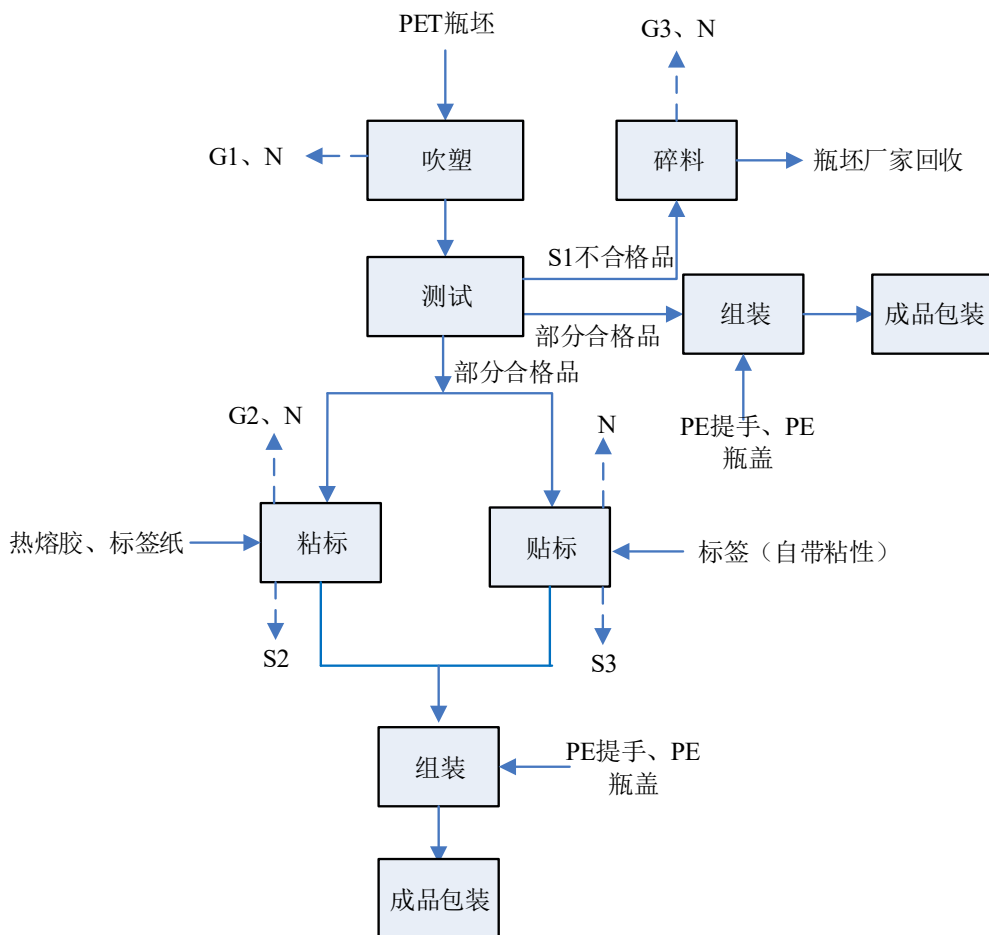 PET瓶坯
G3、N
G1、N
吹塑
碎料
瓶坯厂家回收
S1不合格品
测试
部分合格品
组装
成品包装
部分合格品
PE提手、PE
瓶盖
G2、N
N
热熔胶、标签纸
粘标
贴标
标签（自带粘性）
S2
S3
组装
PE提手、PE
瓶盖
成品包装